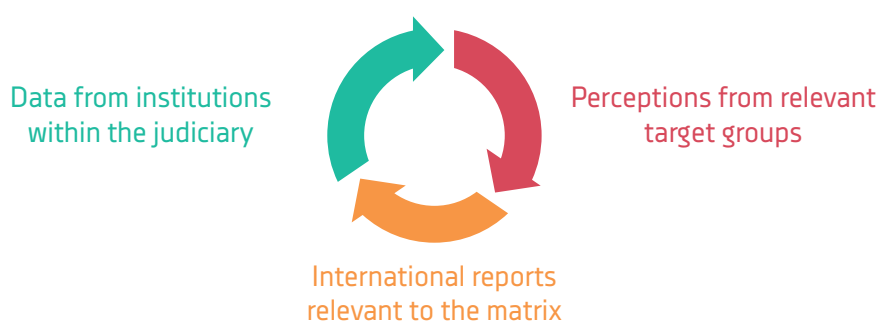 Data from institutions
within the judiciary
Perceptions from relevant
target groups
International reports
relevant to the matrix